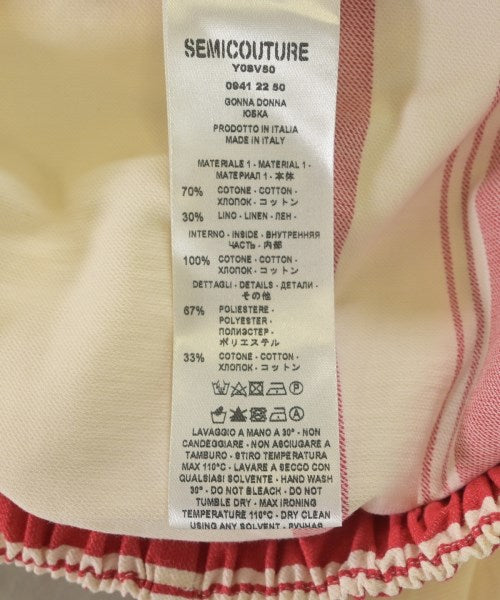 SEMICOUTURE
Y0SV50
0941 22 50
GONNA DONNA
ЮБКА
PRODOTTO IN ITALIA
MADE IN ITALY
MATERIALE 1 - MATERIAL 1 -
МАТЕРИАЛ 1 - 本体
70% COTONE - COTTON -
ХЛОПОК - コットン
30% LINO - LINEN - ЛЕН -
INTERNO - INSIDE - ВНУТРЕННЯЯ
ЧАСТЬ - 内部
100% COTONE - COTTON -
ХЛОПОК - コットン
DETTAGLI - DETAILS - ДЕТАЛИ -
その他
67% POLIESTERE -
POLYESTER -
ПОЛИЭСТЕР -
ポリエステル
33% COTONE - COTTON -
ХЛОПОК - コットン
P
A
LAVAGGIO A MANO A 30° - NON
CANDEGGIARE - NON ASCIUGARE A
TAMBURO - STIRO TEMPERATURA
MAX 110°C - LAVARE A SECCO CON
QUALSIASI SOLVENTE - HAND WASH
30° - DO NOT BLEACH - DO NOT
TUMBLE DRY - MAX IRONING
TEMPERATURE 110°C - DRY CLEAN
USING ANY SOLVENT - РУЧНАЯ